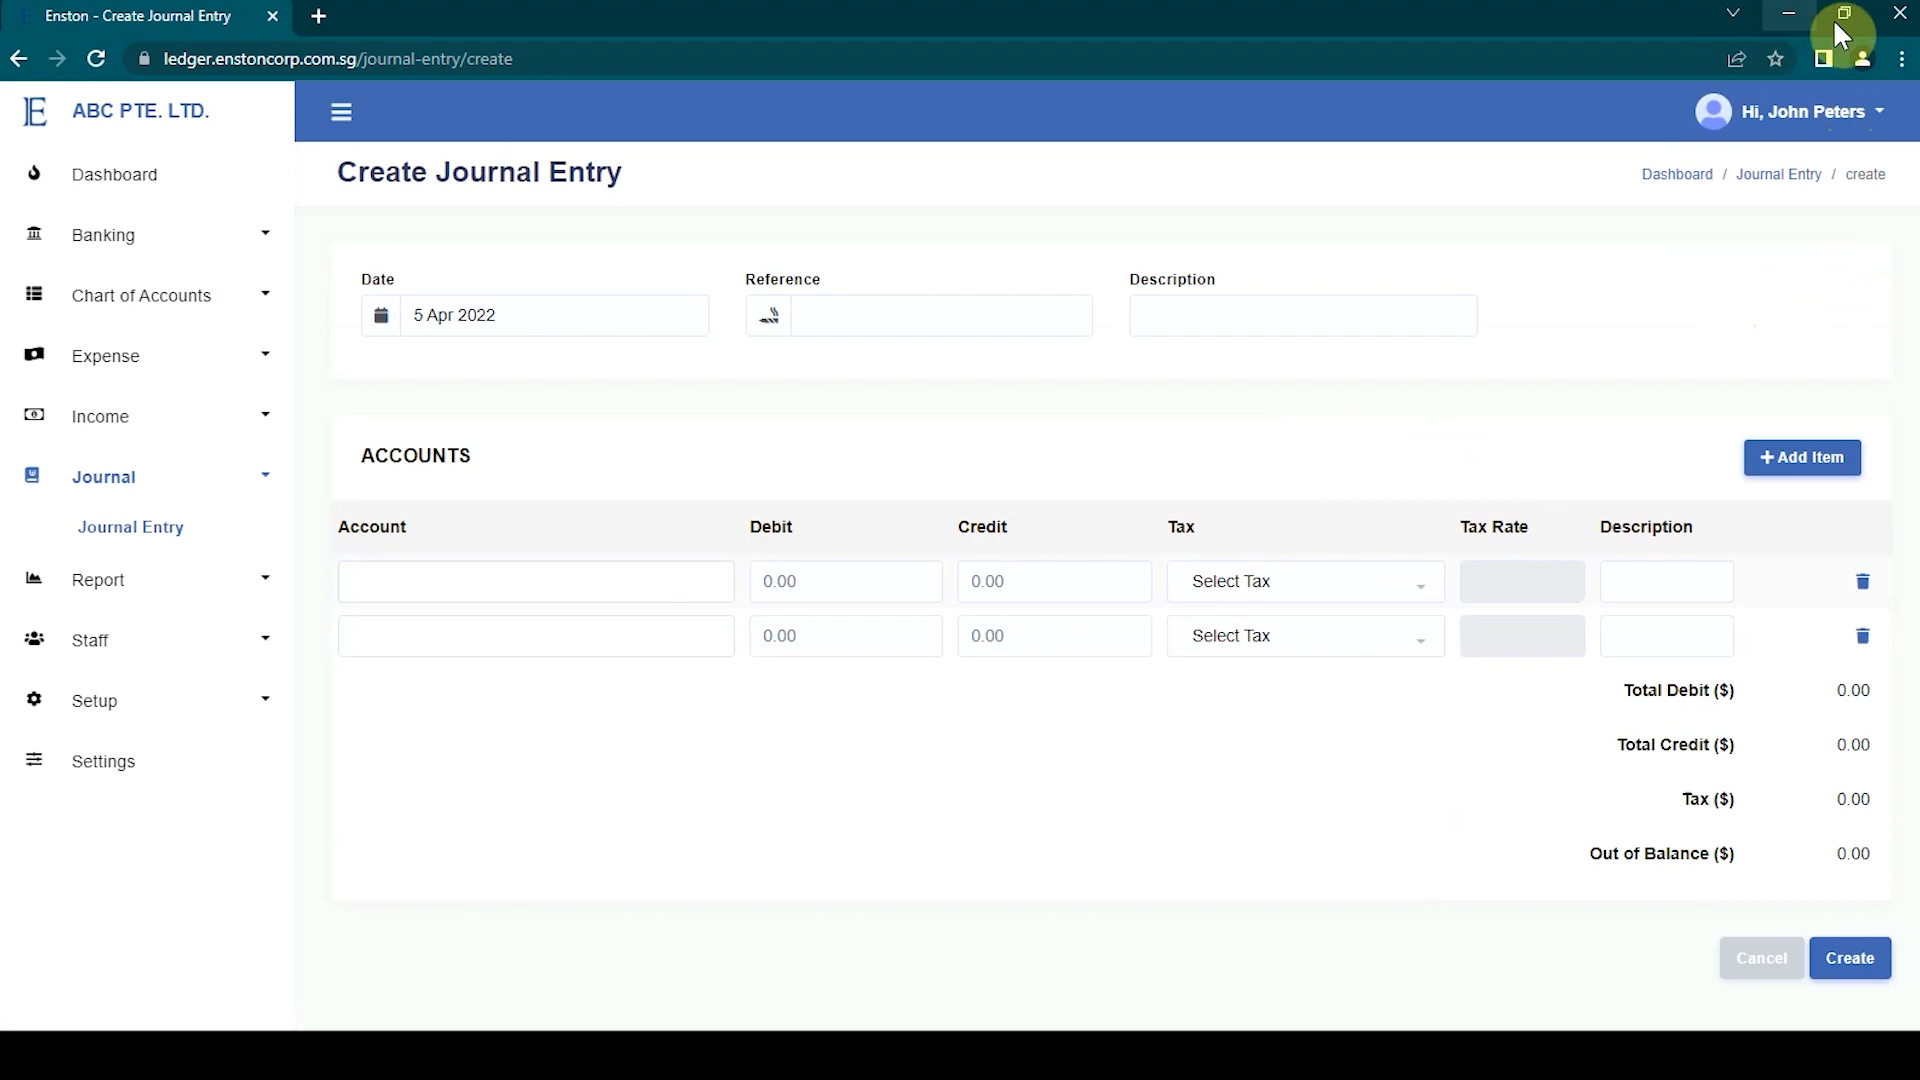 Enston - Create Journal Entry
ledger.enstoncorp.com.sg/journal-entry/create
E ABC PTE. LTD.
Hi, John Peters
Dashboard
Banking
Chart of Accounts
Expense
Income
Journal
Journal Entry
Report
Staff
Setup
Settings
Create Journal Entry
Dashboard / Journal Entry / create
Date Reference Description
5 Apr 2022
ACCOUNTS
+ Add Item
Account Debit Credit Tax Tax Rate Description
0.00 0.00 Select Tax
0.00 0.00 Select Tax
Total Debit ($) 0.00
Total Credit ($) 0.00
Tax ($) 0.00
Out of Balance ($) 0.00
Cancel Create